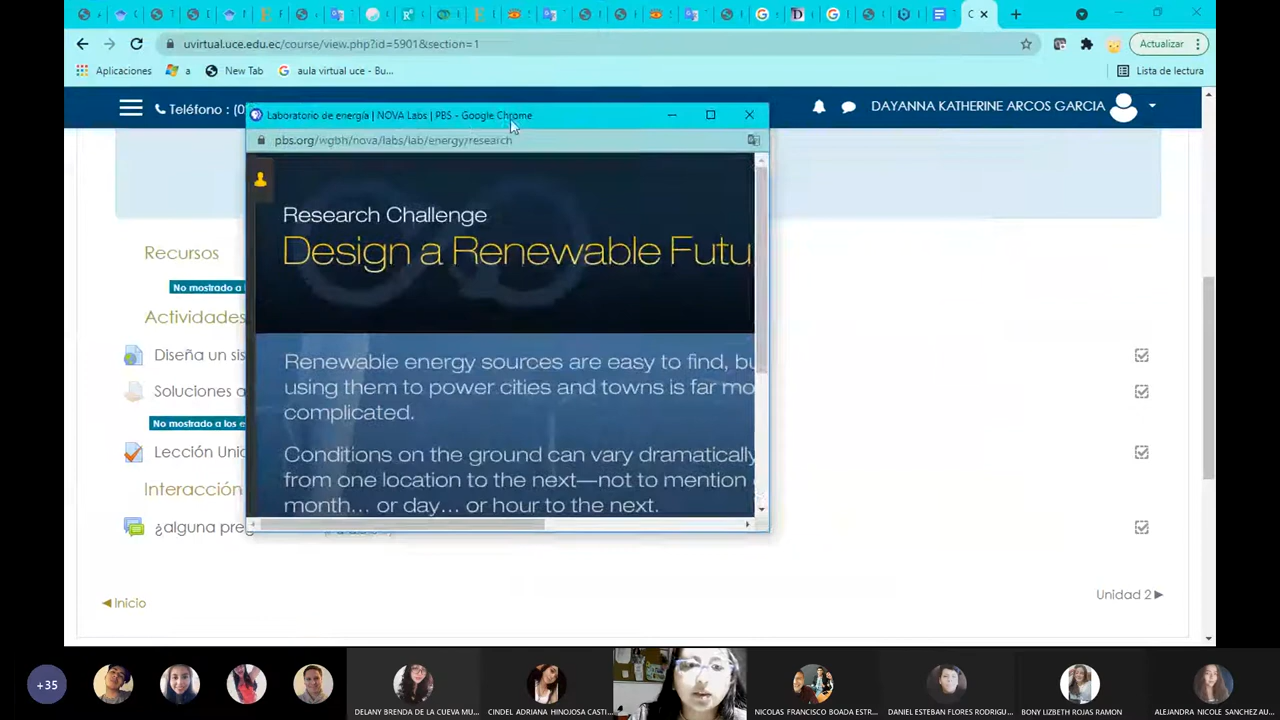 uvirtual.uce.edu.ec/course/view.php?id=5901&section=1
Actualizar
Aplicaciones
a
New Tab
aula virtual uce - Bu...
Lista de lectura
Teléfono : (0
DAYANNA KATHERINE ARCOS GARCIA
Laboratorio de energía | NOVA Labs | PBS - Google Chrome
pbs.org/wgbh/nova/labs/lab/energy/research
Research Challenge
Design a Renewable Futu
Renewable energy sources are easy to find, bu
using them to power cities and towns is far mo
complicated.
Conditions on the ground can vary dramatically
from one location to the next—not to mention
month... or day... or hour to the next.
Recursos
No mostrado a l
Actividades
Diseña un sis
Soluciones a
No mostrado a los e
Lección Unid
Interacción
¿alguna preg
Inicio
Unidad 2
+35
DELANY BRENDA DE LA CUEVA MU...
CINDEL ADRIANA HINOJOSA CASTI...
NICOLAS FRANCISCO BOADA ESTR...
DANIEL ESTEBAN FLORES RODRIGU...
BONY LIZBETH ROJAS RAMON
ALEJANDRA NICOLE SANCHEZ AU...